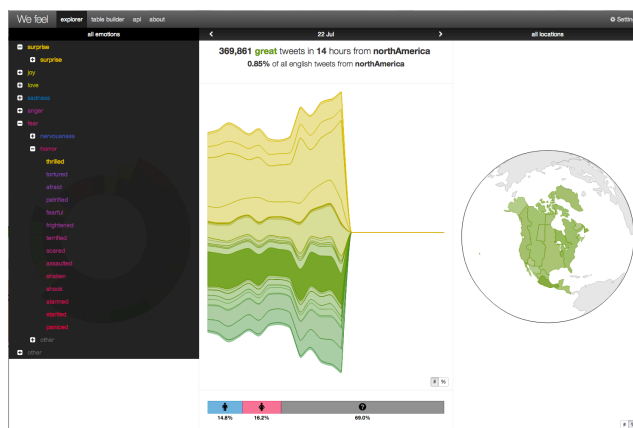 We feel explorer table builder api about Settin
all emotions
22 Jul
all locations
surprise
surprise
joy
love
sadness
anger
fear
nervousness
horror
thrilled
tortured
afraid
petrified
fearful
frightened
terrified
scared
assaulted
shaken
shock
alarmed
startled
panicked
other
other
369,861 great tweets in 14 hours from northAmerica
0.85% of all english tweets from northAmerica
# %
14.8% 16.2% 69.0%
#